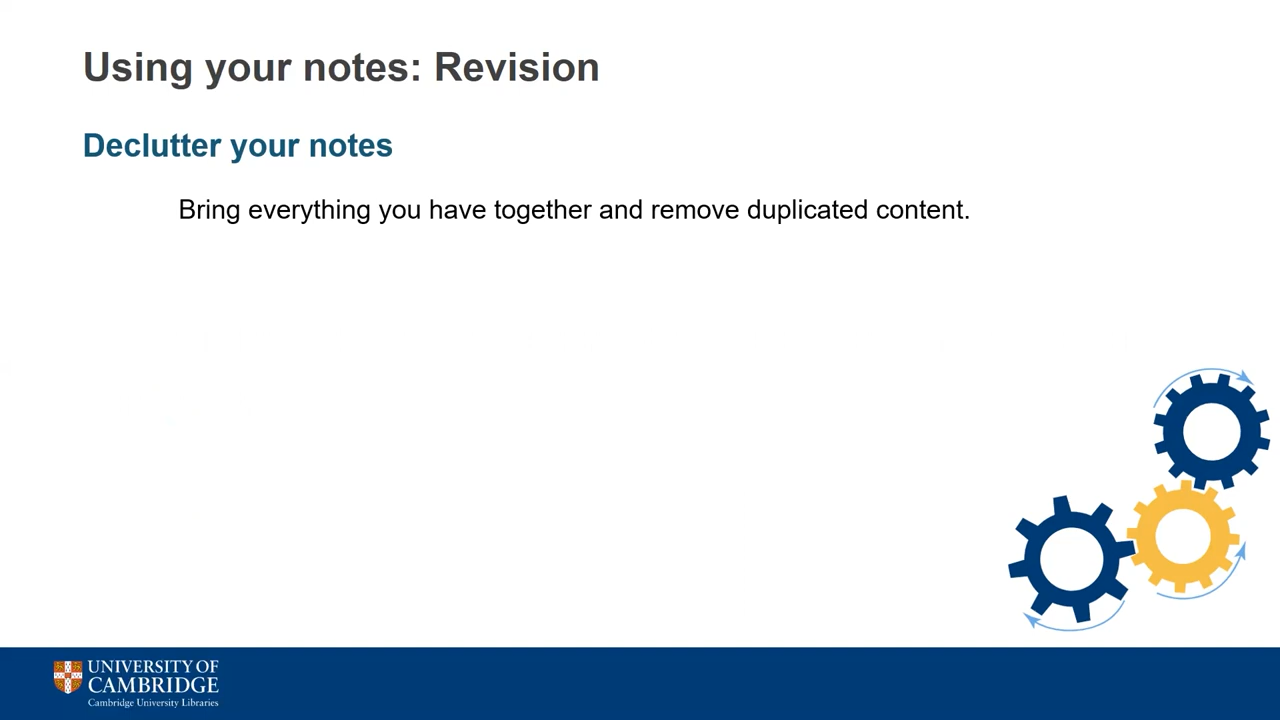 Using your notes: Revision
Declutter your notes
Bring everything you have together and remove duplicated content.
UNIVERSITY OF
CAMBRIDGE
Cambridge University Libraries